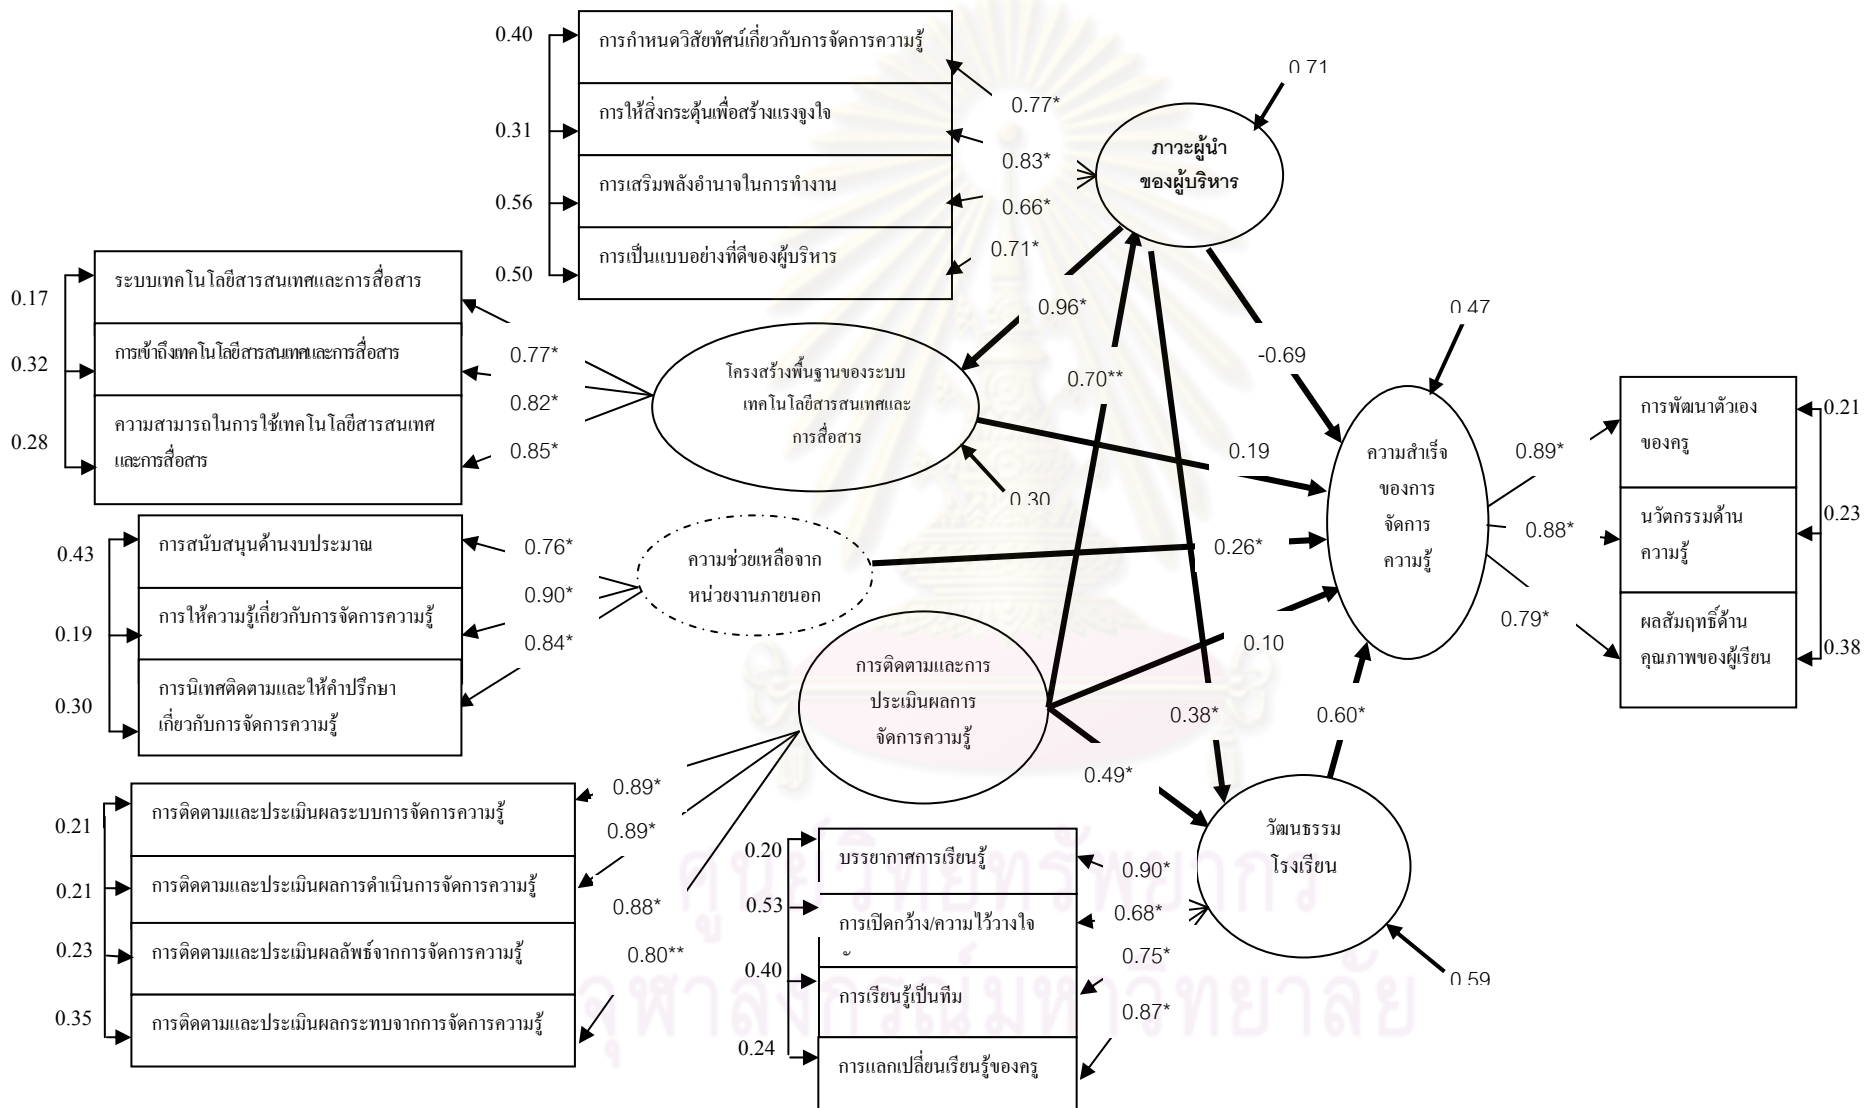 0.40
การกำหนดวิสัยทัศน์เกี่ยวกับการจัดการความรู้
0.31
การให้สิ่งกระตุ้นเพื่อสร้างแรงจูงใจ
0.56
การเสริมพลังอำนาจในการทำงาน
0.50
การเป็นแบบอย่างที่ดีของผู้บริหาร
0.77*
0.83*
0.66*
0.71*
ภาวะผู้นำ
ของผู้บริหาร
0.71
0.17
ระบบเทคโนโลยีสารสนเทศและการสื่อสาร
0.32
การเข้าถึงเทคโนโลยีสารสนเทศและการสื่อสาร
0.28
ความสามารถในการใช้เทคโนโลยีสารสนเทศ
และการสื่อสาร
0.77*
0.82*
0.85*
โครงสร้างพื้นฐานของระบบ
เทคโนโลยีสารสนเทศและ
การสื่อสาร
0.30
0.96*
0.70**
-0.69
0.19
0.47
ความสำเร็จ
ของการ
จัดการ
ความรู้
0.89*
0.88*
0.79*
การพัฒนาตัวเอง
ของครู
0.21
นวัตกรรมด้าน
ความรู้
0.23
ผลสัมฤทธิ์ด้าน
คุณภาพของผู้เรียน
0.38
0.43
การสนับสนุนด้านงบประมาณ
0.19
การให้ความรู้เกี่ยวกับการจัดการความรู้
0.30
การนิเทศติดตามและให้คำปรึกษา
เกี่ยวกับการจัดการความรู้
0.76*
0.90*
0.84*
ความช่วยเหลือจาก
หน่วยงานภายนอก
0.26*
การติดตามและการ
ประเมินผลการ
จัดการความรู้
0.10
0.38*
0.60*
0.49*
0.21
การติดตามและประเมินผลระบบการจัดการความรู้
0.21
การติดตามและประเมินผลการดำเนินการจัดการความรู้
0.23
การติดตามและประเมินผลลัพธ์จากการจัดการความรู้
0.35
การติดตามและประเมินผลกระทบจากการจัดการความรู้
0.89*
0.89*
0.88*
0.80**
0.20
บรรยากาศการเรียนรู้
0.53
การเปิดกว้าง/ความไว้วางใจ
0.40
การเรียนรู้เป็นทีม
0.24
การแลกเปลี่ยนเรียนรู้ของครู
0.90*
0.68*
0.75*
0.87*
วัฒนธรรม
โรงเรียน
0.59
ศูนย์วิทยทรัพยากร
จุฬาลงกรณ์มหาวิทยาลัย